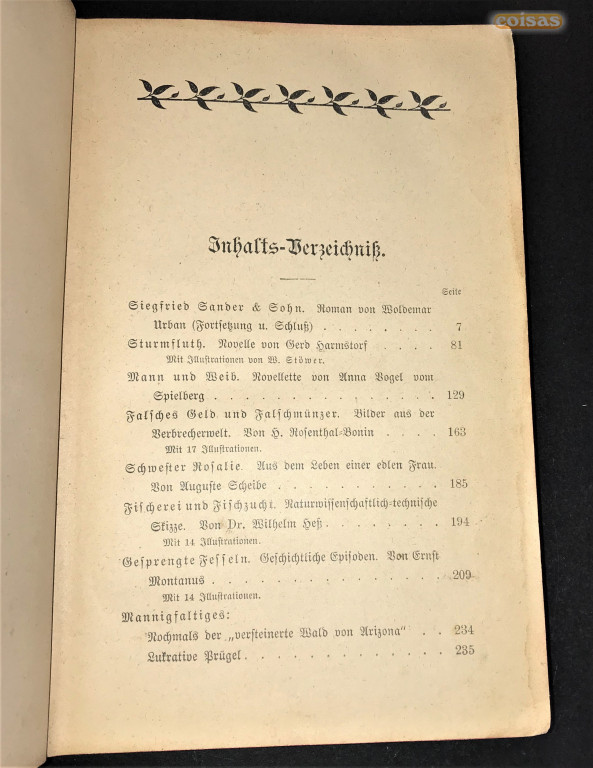 coisas
Inhalts-Verzeichniß.
Seite
Siegfried Sander & Sohn. Roman von Woldemar
Urban (Fortsetzung u. Schluß) . . . . . . . . 7
Sturmfluth. Novelle von Gerd Harmstorf . . . . 81
Mit Illustrationen von W. Stöwer.
Mann und Weib. Novellette von Anna Vogel vom
Spielberg . . . . . . . . . . . . . . . 129
Falsches Geld und Falschmünzer. Bilder aus der
Verbrecherwelt. Von H. Rosenthal-Bonin . . . . 163
Mit 17 Illustrationen.
Schwester Rosalie. Aus dem Leben einer edlen Frau.
Von Auguste Scheibe . . . . . . . . . . . 185
Fischerei und Fischzucht. Naturwissenschaftlich-technische
Skizze. Von Dr. Wilhelm Heß . . . . . . . . 194
Mit 14 Illustrationen.
Gesprengte Fesseln. Geschichtliche Episoden. Von Ernst
Montanus . . . . . . . . . . . . . . . 209
Mit 14 Illustrationen.
Mannigfaltiges:
Nochmals der „versteinerte Wald von Arizona“ . . 234
Lukrative Prügel . . . . . . . . . . . . . 235